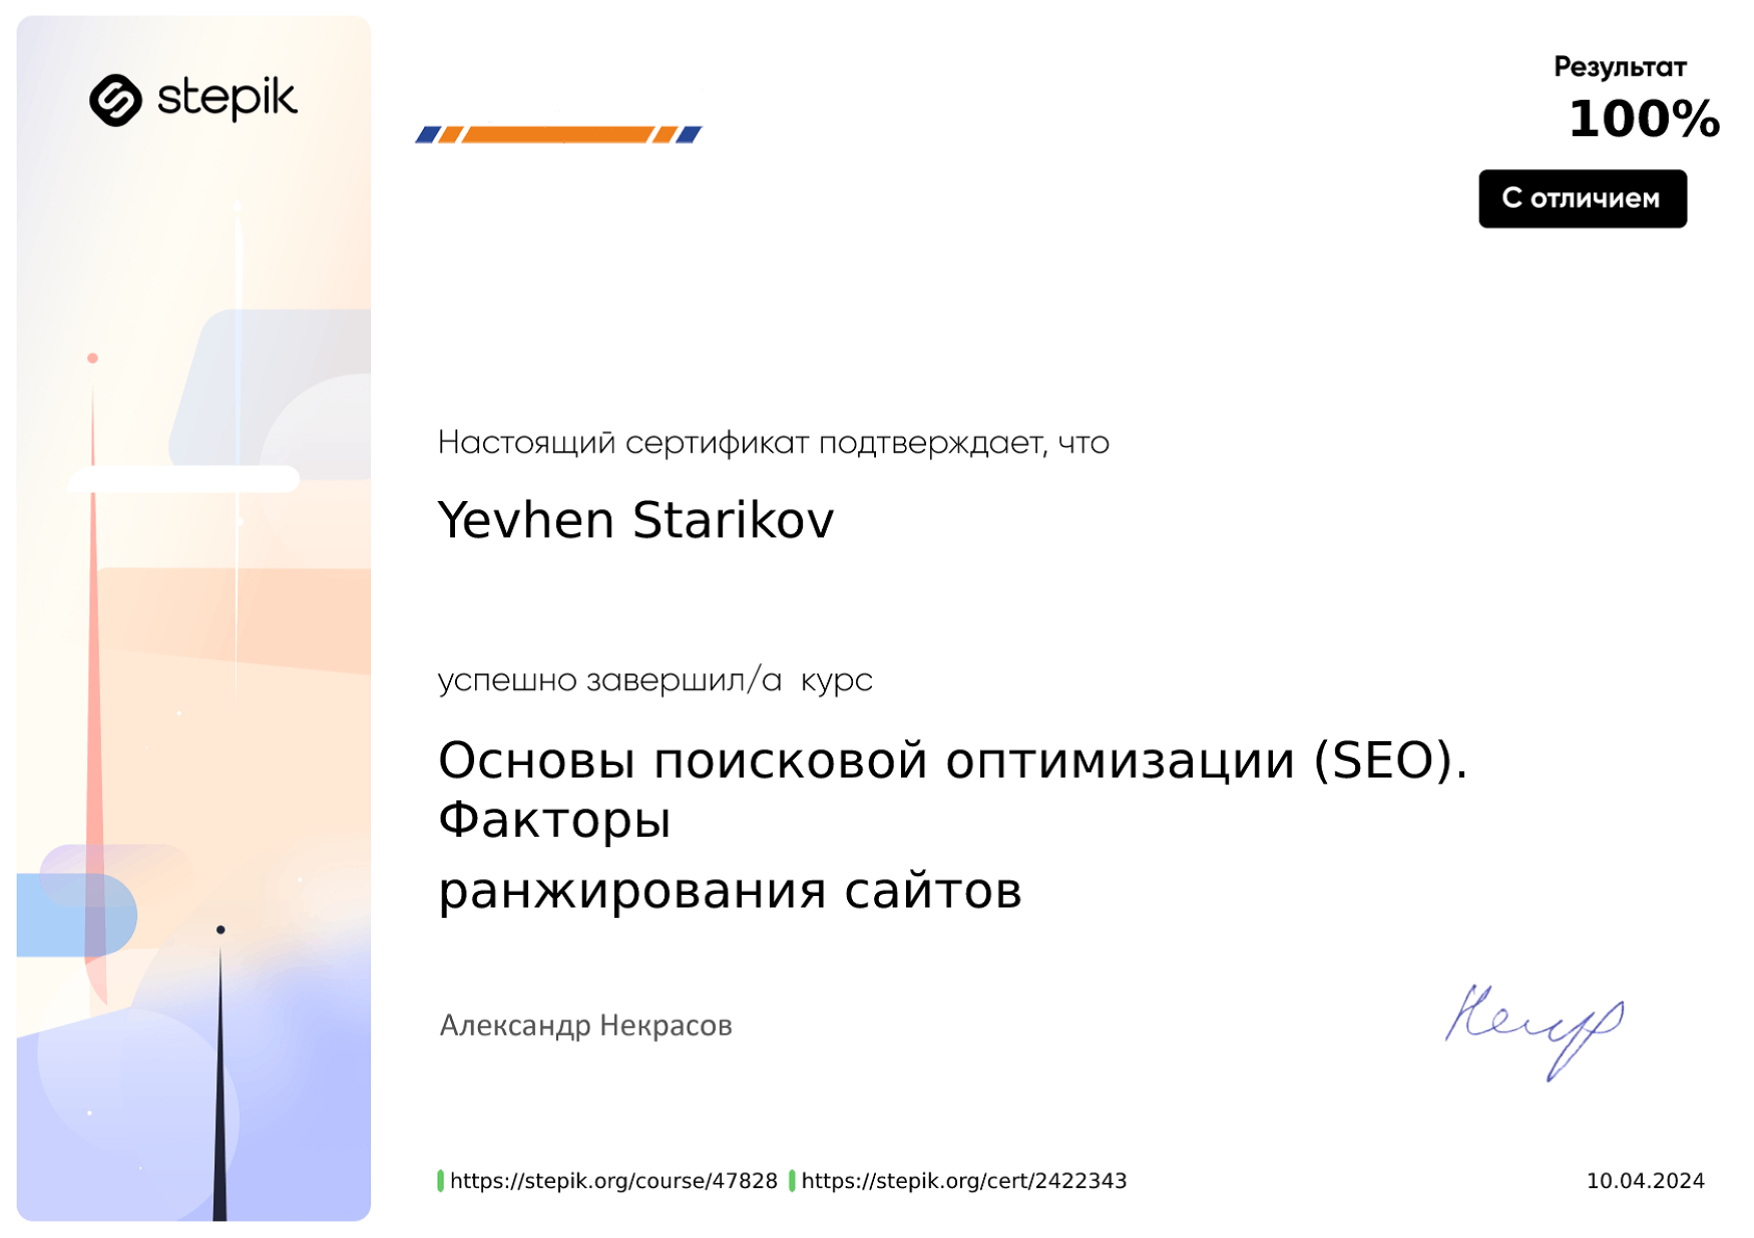 stepik
Результат
100%
С отличием
Настоящий сертификат подтверждает, что
Yevhen Starikov
успешно завершил/а курс
Основы поисковой оптимизации (SEO).
Факторы
ранжирования сайтов
Александр Некрасов
https://stepik.org/course/47828 https://stepik.org/cert/2422343
10.04.2024